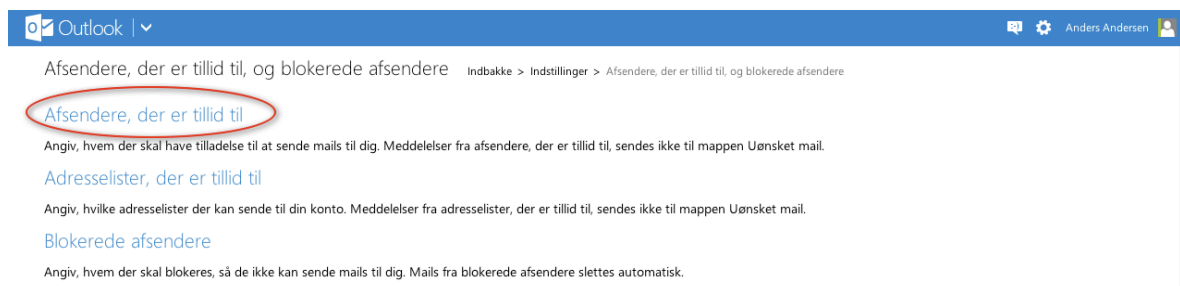 Outlook
Anders Andersen
Afsendere, der er tillid til, og blokerede afsendere Indbakke > Indstillinger > Afsendere, der er tillid til, og blokerede afsendere
Afsendere, der er tillid til
Angiv, hvem der skal have tilladelse til at sende mails til dig. Meddelelser fra afsendere, der er tillid til, sendes ikke til mappen Uønsket mail.
Adresselister, der er tillid til
Angiv, hvilke adresselister der kan sende til din konto. Meddelelser fra adresselister, der er tillid til, sendes ikke til mappen Uønsket mail.
Blokerede afsendere
Angiv, hvem der skal blokeres, så de ikke kan sende mails til dig. Mails fra blokerede afsendere slettes automatisk.